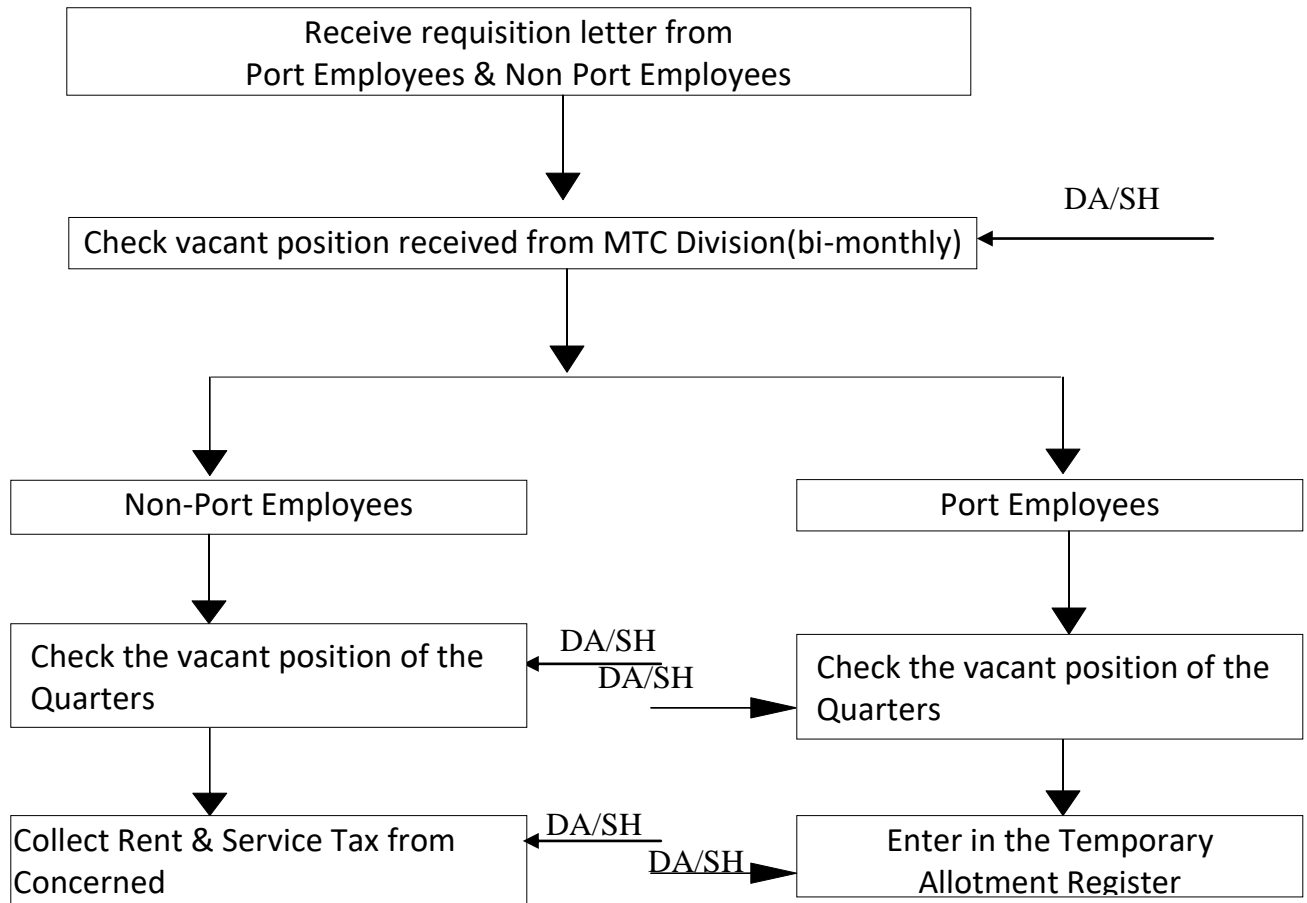 Receive requisition letter from
Port Employees & Non Port Employees
DA/SH
Check vacant position received from MTC Division(bi-monthly)
Non-Port Employees
Port Employees
Check the vacant position of the
Quarters
DA/SH
DA/SH
Check the vacant position of the
Quarters
Collect Rent & Service Tax from
Concerned
DA/SH
DA/SH
Enter in the Temporary
Allotment Register